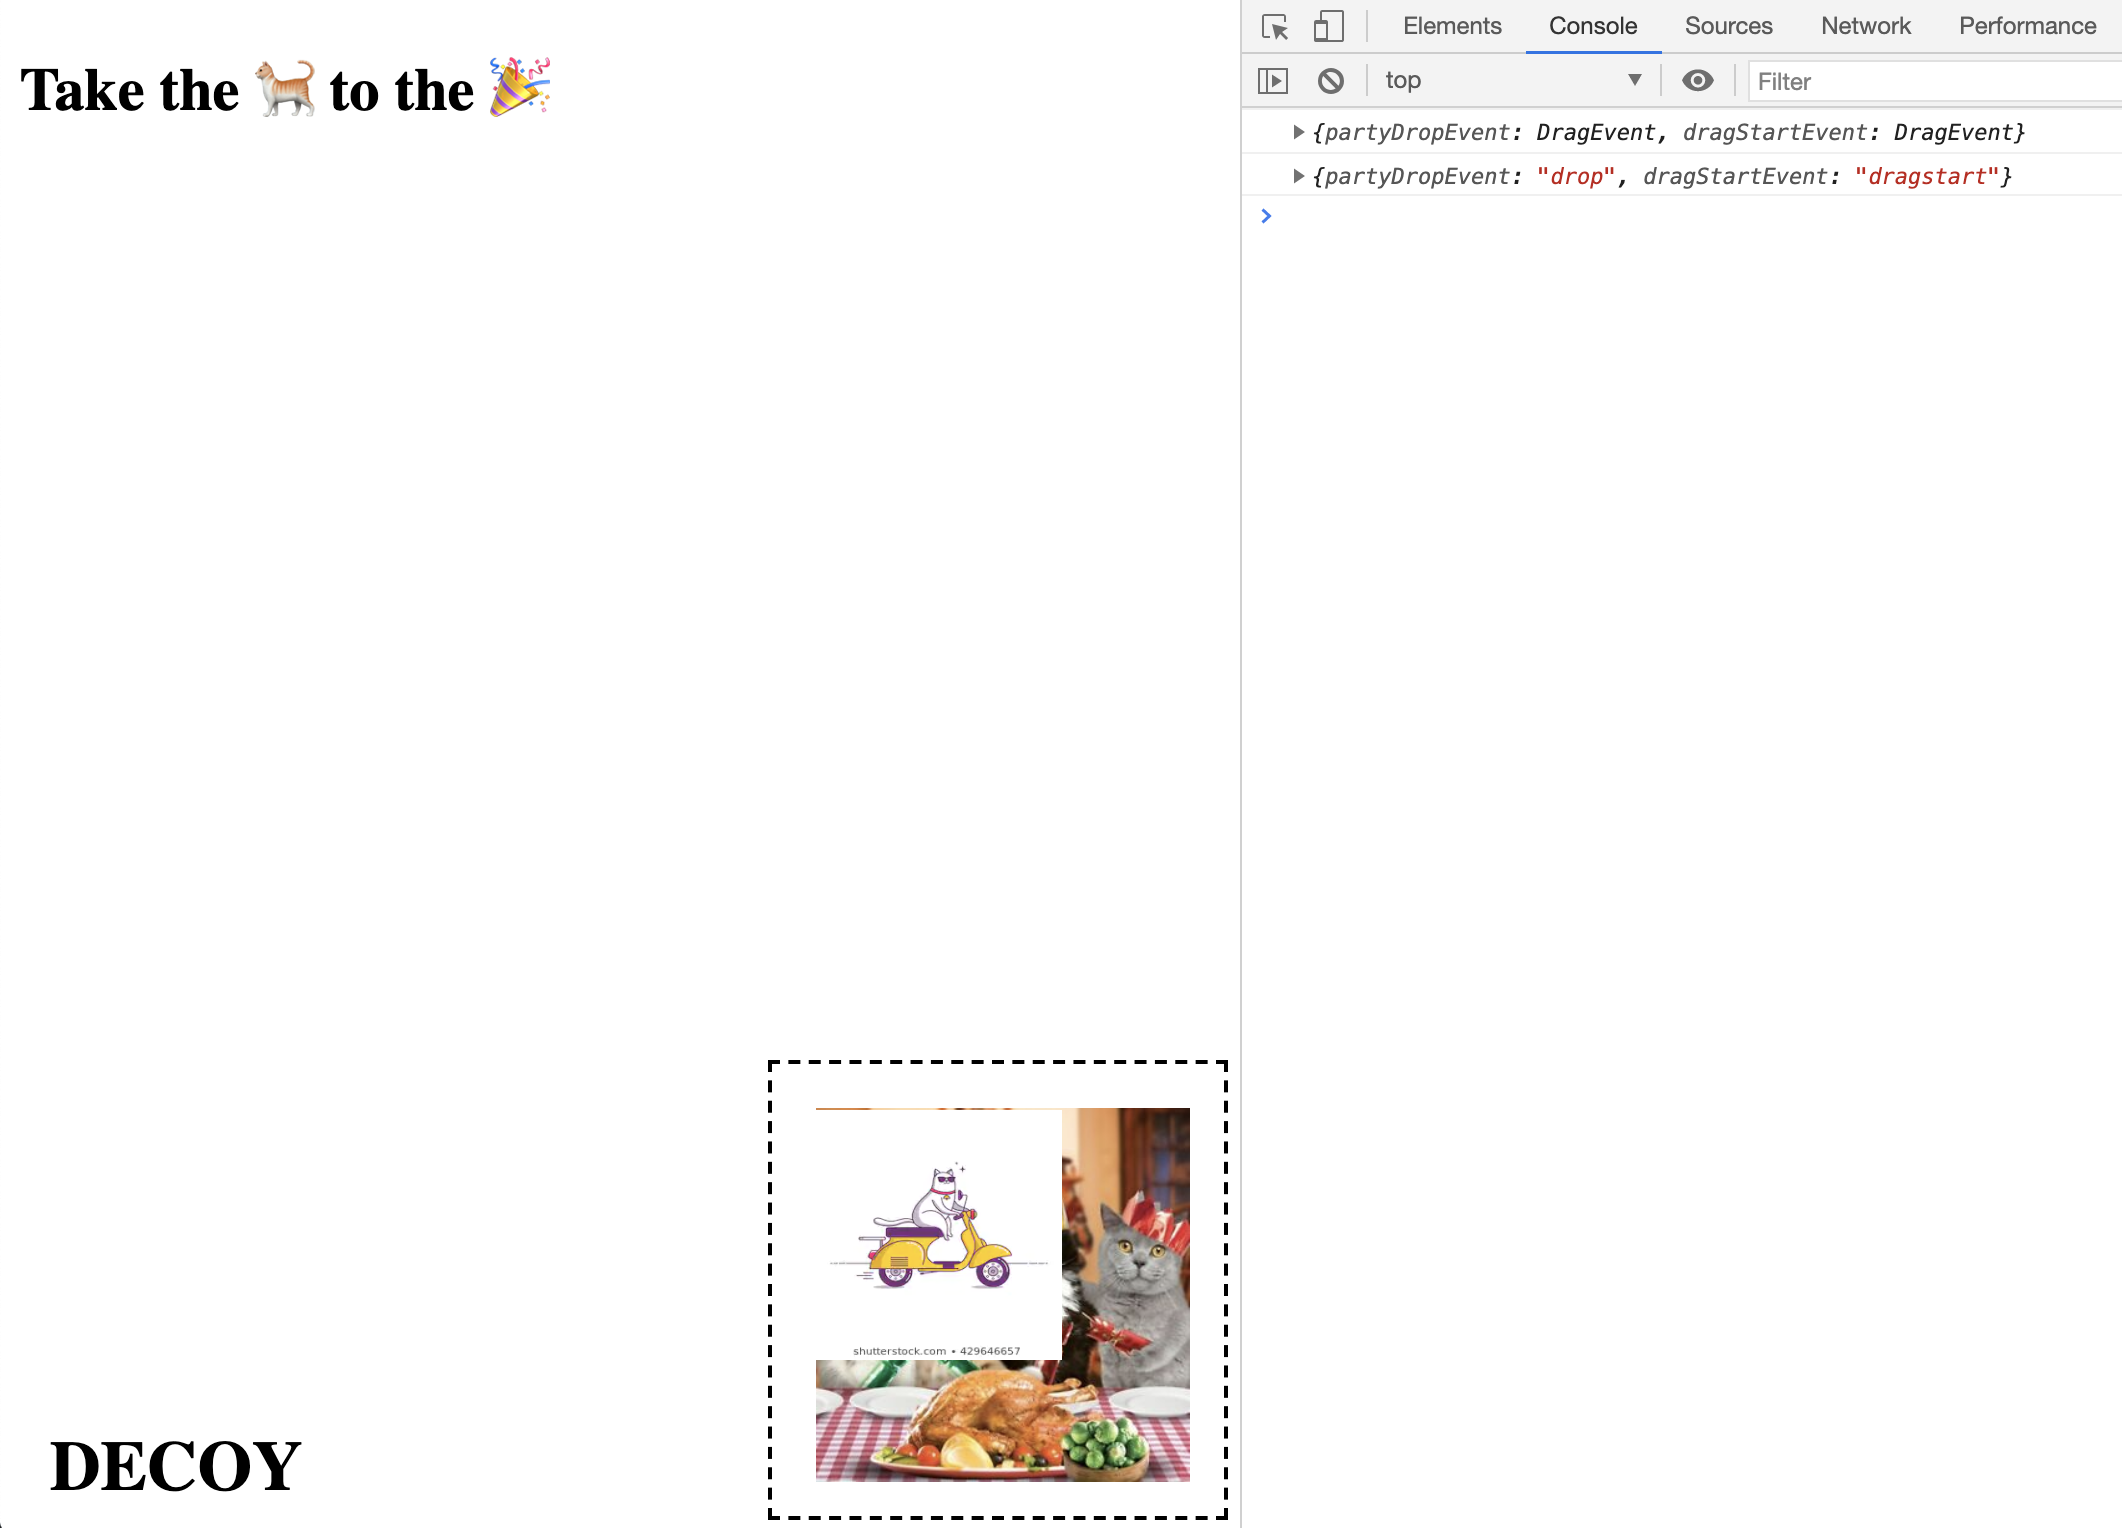 Take the 🐈 to the 🎉
Elements Console Sources Network Performance
top ▼ Filter
▶ {partyDropEvent: DragEvent, dragStartEvent: DragEvent}
▶ {partyDropEvent: "drop", dragStartEvent: "dragstart"}
>
shutterstock.com • 429646657
DECOY